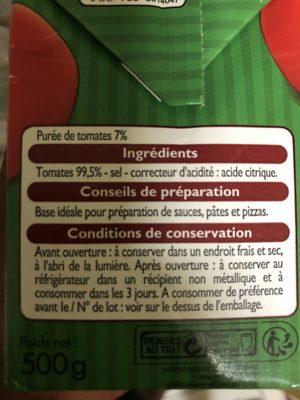 Purée de tomates 7%
Ingrédients
Tomates 99,5% - sel - correcteur d'acidité : acide citrique.
Conseils de préparation
Base idéale pour préparation de sauces, pâtes et pizzas.
Conditions de conservation
Avant ouverture : à conserver dans un endroit frais et sec,
à l'abri de la lumière. Après ouverture : à conserver au
réfrigérateur dans un récipient non métallique et à
consommer dans les 3 jours. A consommer de préférence
avant le / N° de lot : voir sur le dessus de l'emballage.
Poids net :
500g
PENSEZ
AU TRI !